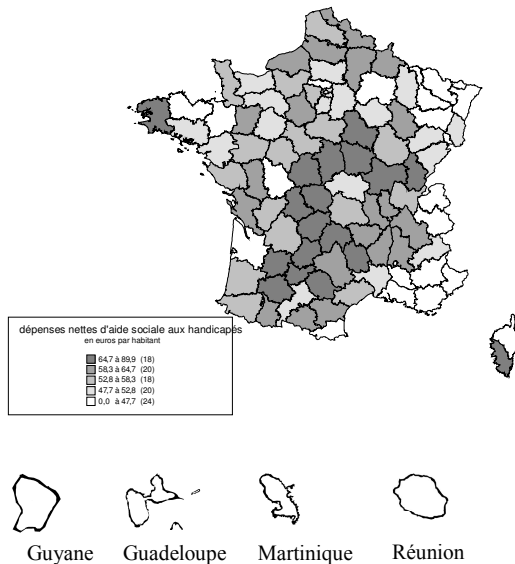 dépenses nettes d'aide sociale aux handicapés
en euros par habitant
64,7 à 89,9 (18)
58,3 à 64,7 (20)
52,8 à 58,3 (18)
47,7 à 52,8 (20)
0,0 à 47,7 (24)
Guyane Guadeloupe Martinique Réunion